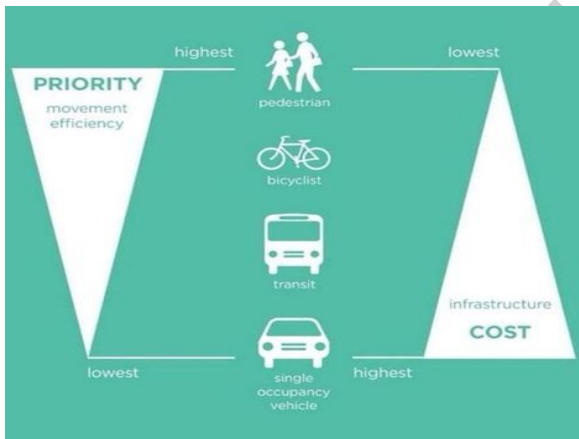 highest
lowest
PRIORITY
movement
efficiency
pedestrian
bicyclist
transit
infrastructure
COST
lowest
single
occupancy
vehicle
highest